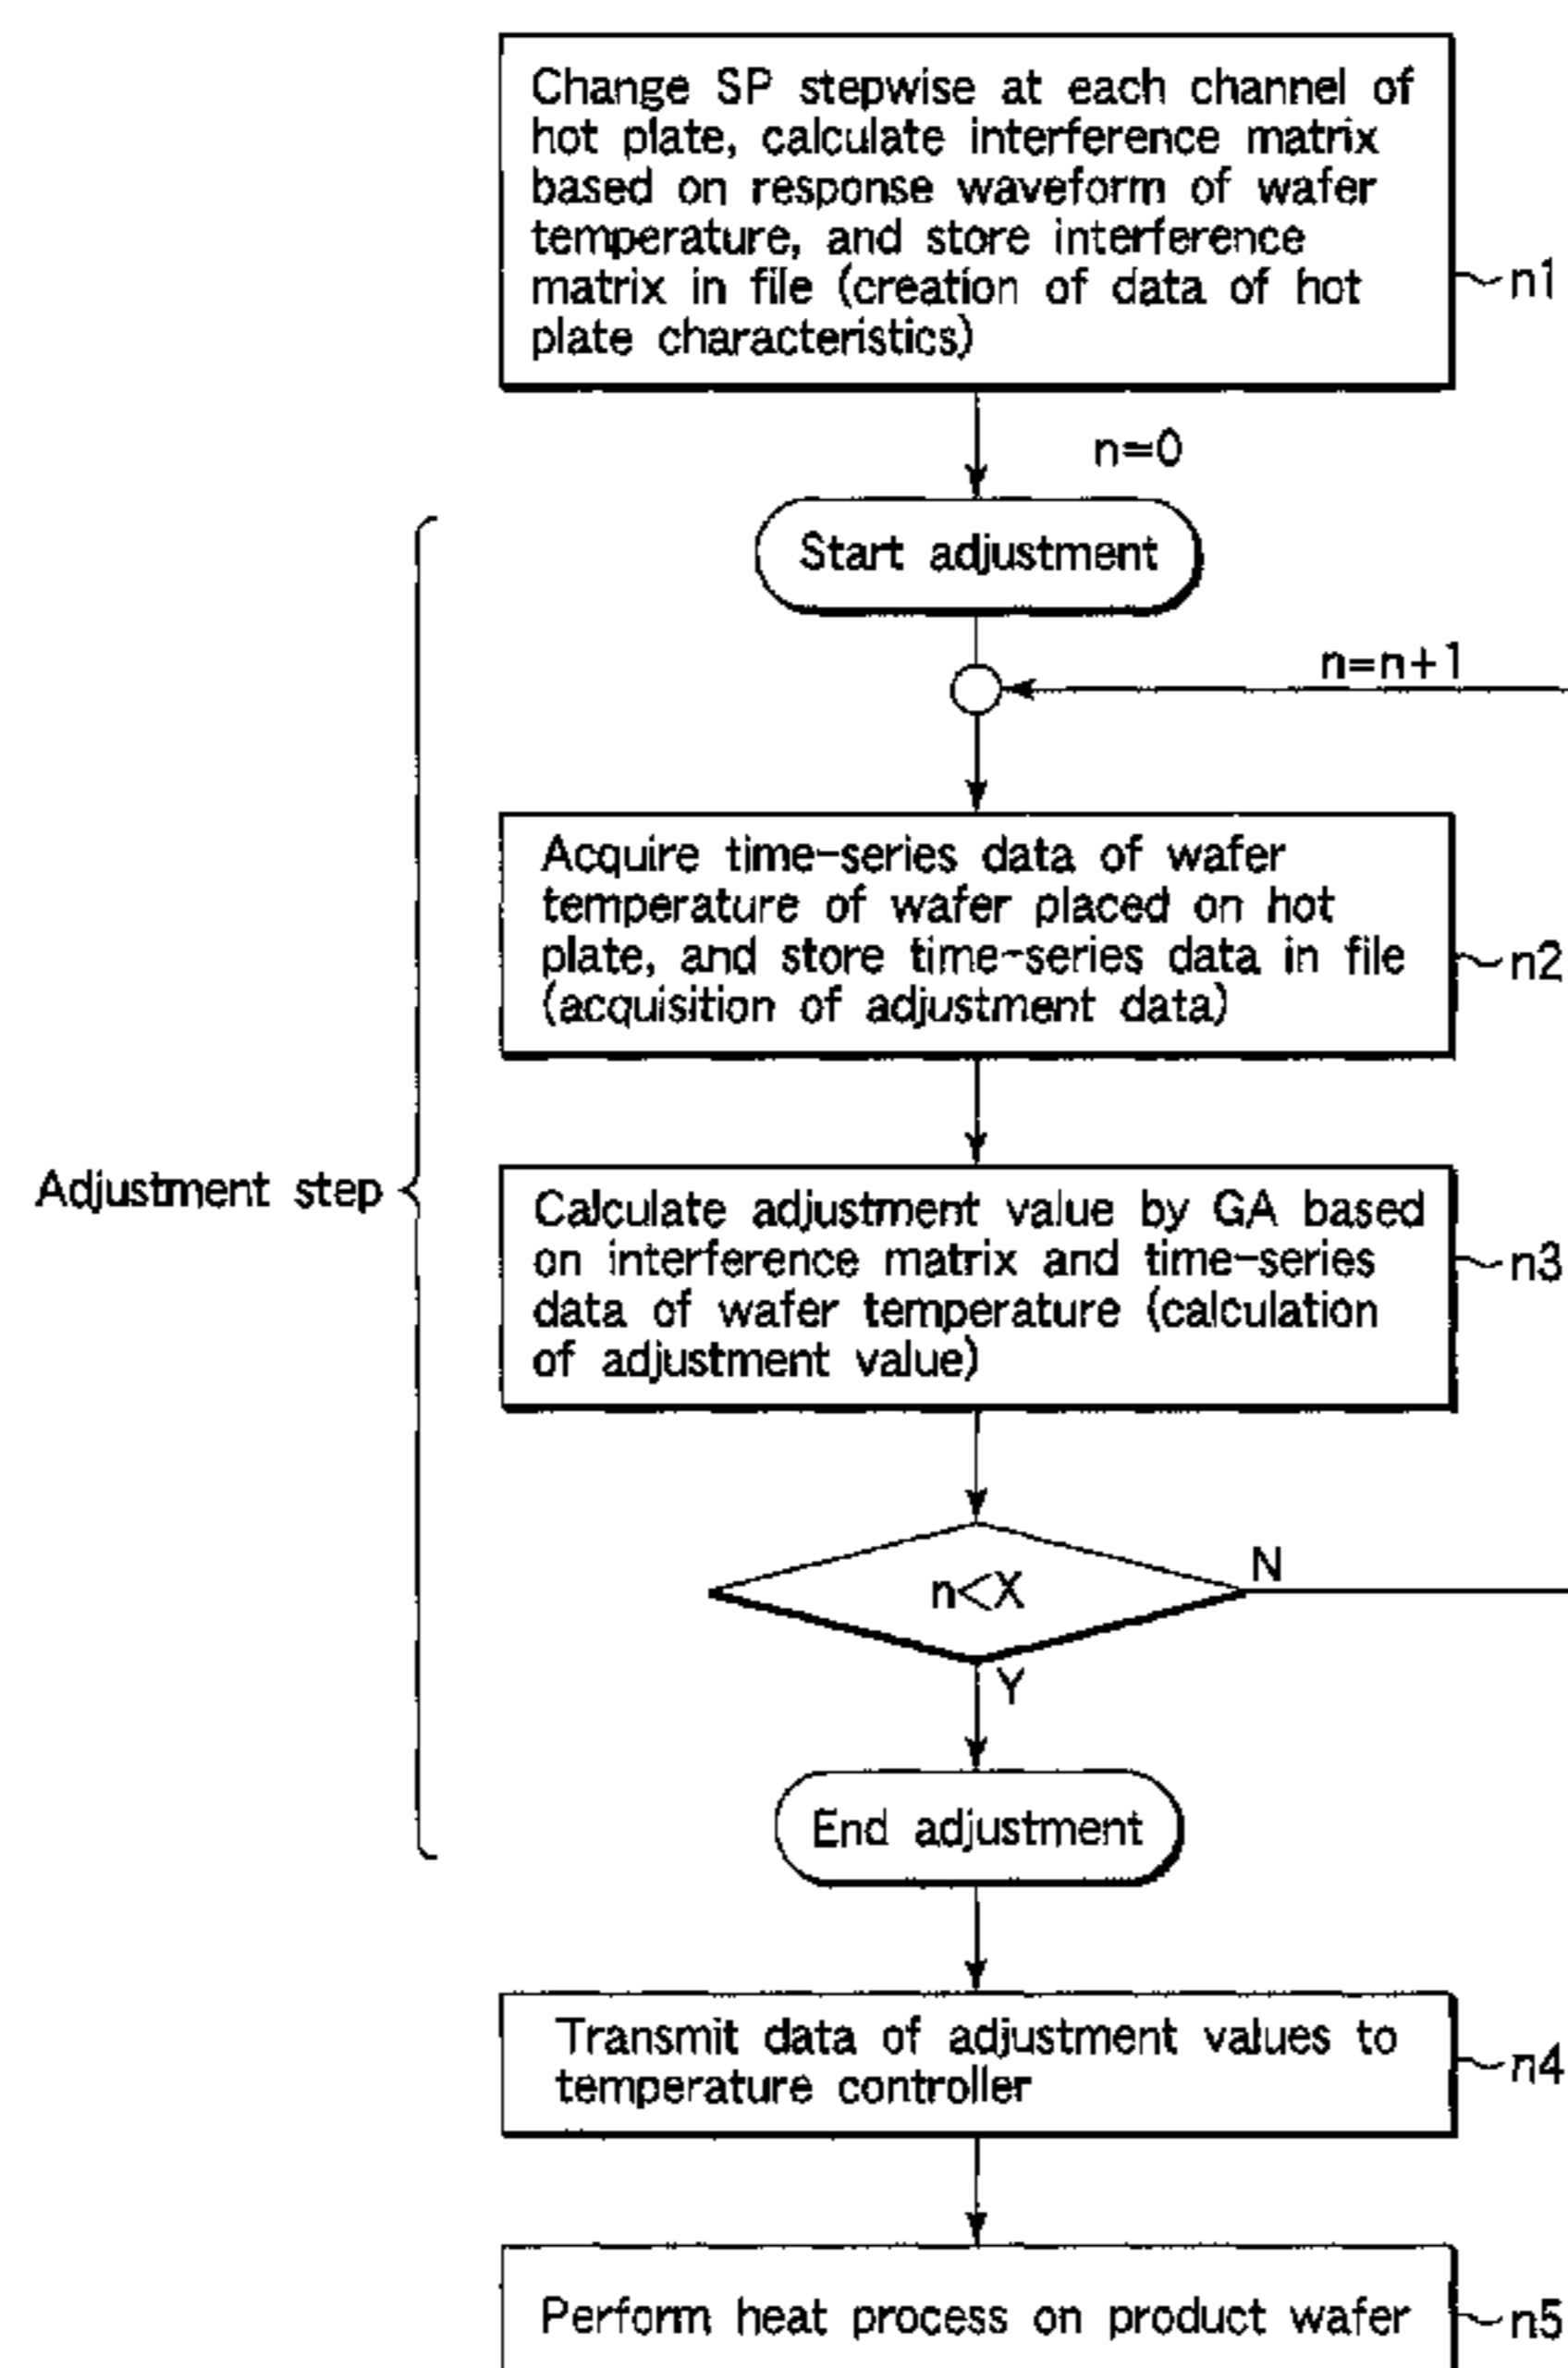 Change SP stepwise at each channel of
hot plate, calculate interference matrix
based on response waveform of wafer
temperature, and store interference
matrix in file (creation of data of hot
plate characteristics)
n1
n=0
Start adjustment
n=n+1
Acquire time-series data of wafer
temperature of wafer placed on hot
plate, and store time-series data in file
(acquisition of adjustment data)
n2
Adjustment step
Calculate adjustment value by GA based
on interference matrix and time-series
data of wafer temperature (calculation
of adjustment value)
n3
n<X
N
Y
End adjustment
Transmit data of adjustment values to
temperature controller
n4
Perform heat process on product wafer
n5